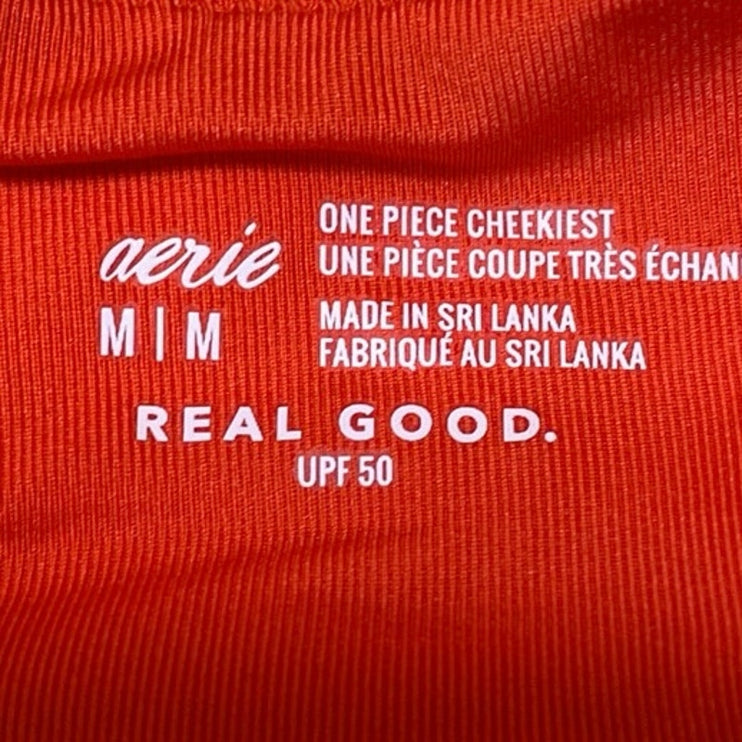 aerie
M | M
ONE PIECE CHEEKIEST
UNE PIÈCE COUPE TRÈS
MADE IN SRI LANKA
FABRIQUÉ AU SRI LANKA
REAL GOOD.
UPF 50